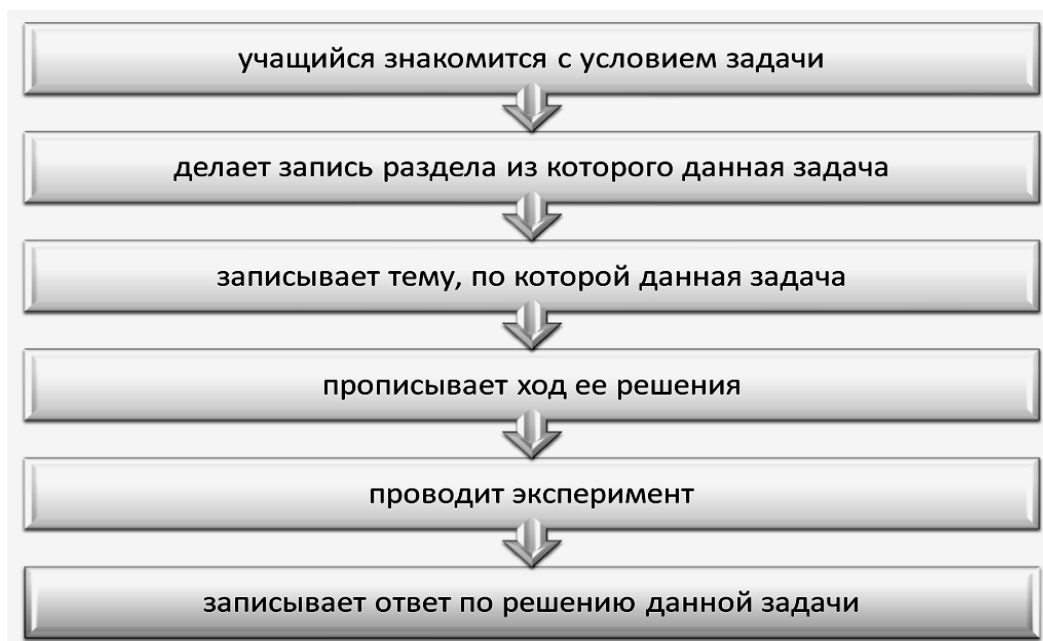 учащийся знакомится с условием задачи
делает запись раздела из которого данная задача
записывает тему, по которой данная задача
прописывает ход ее решения
проводит эксперимент
записывает ответ по решению данной задачи